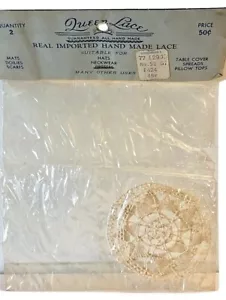 Queen Lace
GUARANTEED ALL HAND MADE
QUANTITY
2
PRICE
50¢
REAL IMPORTED HAND MADE LACE
SUITABLE FOR
MATS
DOILIES
SCARFS
HATS
NECKWEAR
MANY OTHER USES
TABLE COVER
SPREADS
PILLOW TOPS